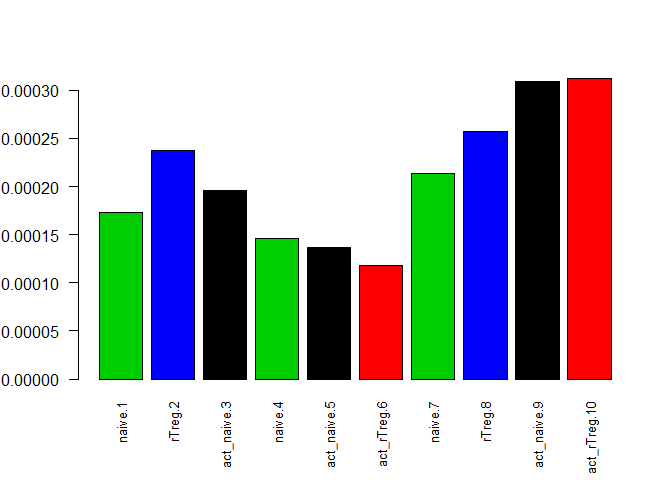 0.00030
0.00025
0.00020
0.00015
0.00010
0.00005
0.00000
naive.1
rTreg.2
act_naive.3
naive.4
act_naive.5
act_rTreg.6
naive.7
rTreg.8
act_naive.9
act_rTreg.10